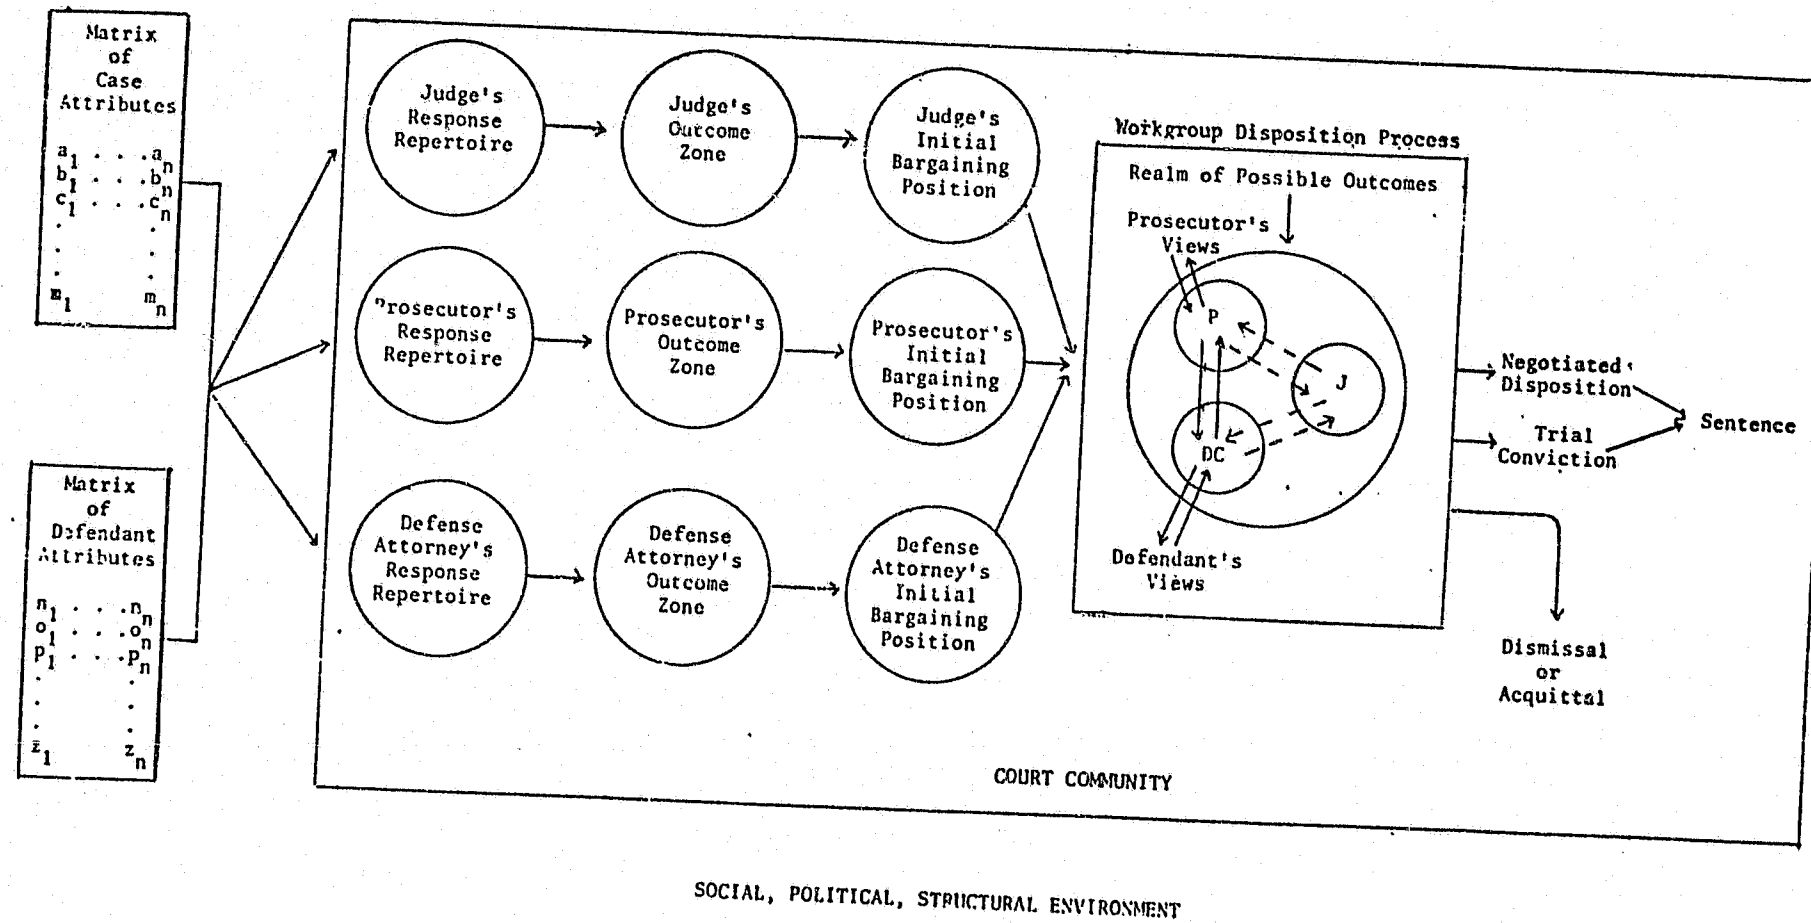 Matrix
of
Case
Attributes
a1 . . .an
b1 . . .bn
c1 . . .cn
m1 mn
Matrix
of
Defendant
Attributes
n1 . . .nn
o1 . . .on
p1 . . .pn
z1 zn
Judge's
Response
Repertoire
Judge's
Outcome
Zone
Judge's
Initial
Bargaining
Position
Prosecutor's
Response
Repertoire
Prosecutor's
Outcome
Zone
Prosecutor's
Initial
Bargaining
Position
Defense
Attorney's
Response
Repertoire
Defense
Attorney's
Outcome
Zone
Defense
Attorney's
Initial
Bargaining
Position
Workgroup Disposition Process
Realm of Possible Outcomes
Prosecutor's
Views
P
J
DC
Defendant's
Views
Negotiated
Disposition
Trial
Conviction
Sentence
Dismissal
or
Acquittal
COURT COMMUNITY
SOCIAL, POLITICAL, STRUCTURAL ENVIRONMENT